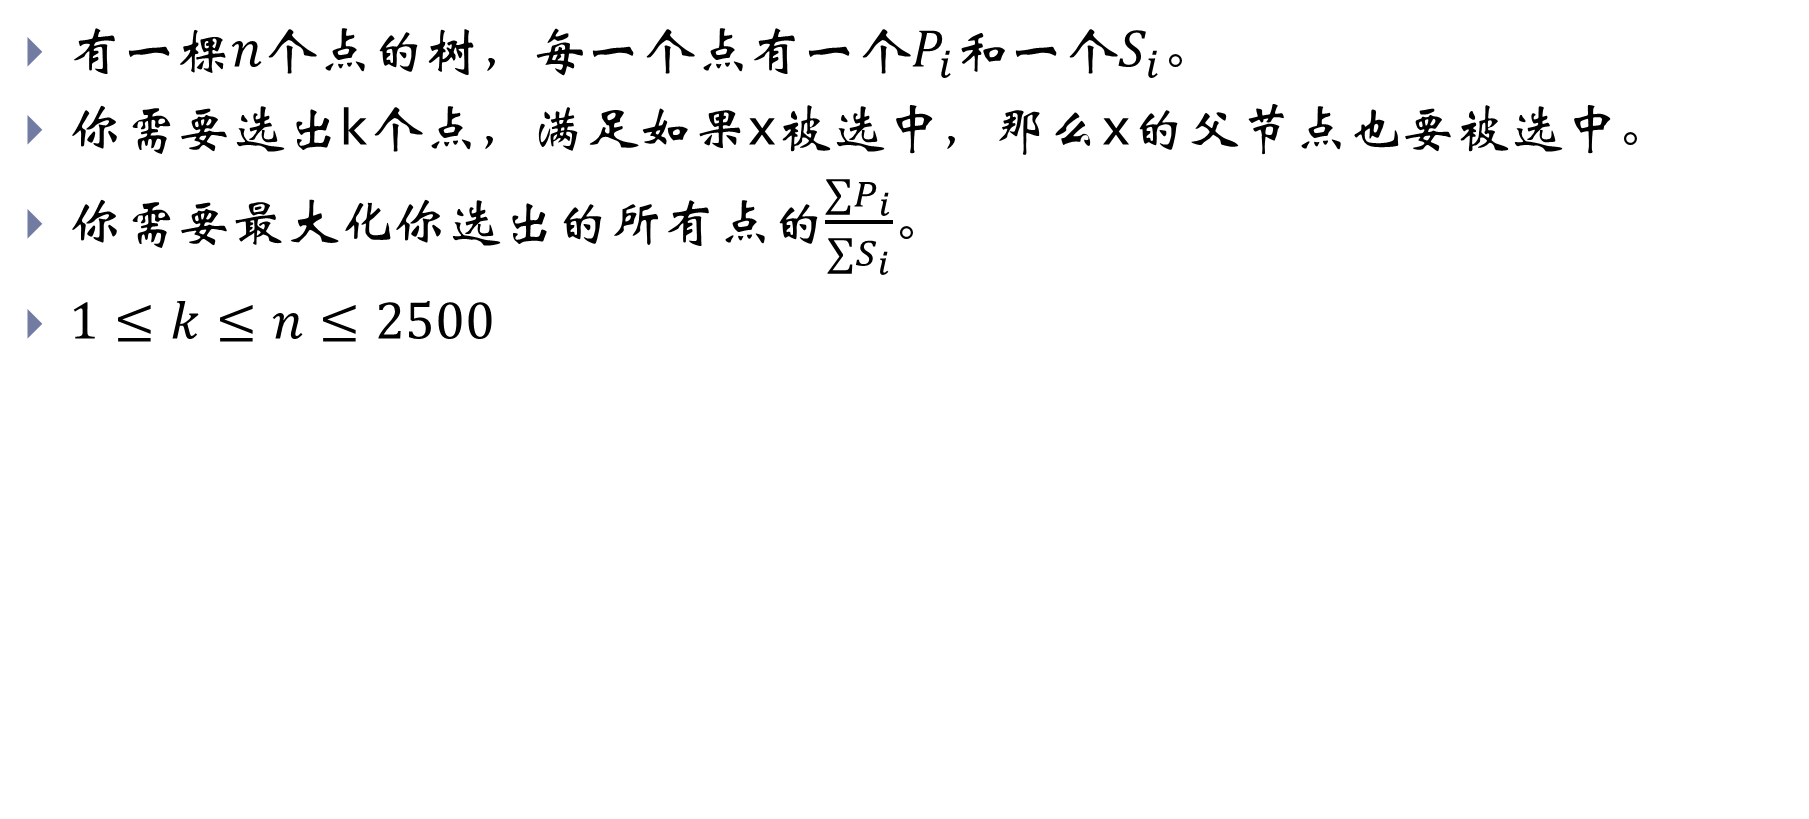 有一棵n个点的树，每一个点有一个P_i和一个S_i。
你需要选出k个点，满足如果x被选中，那么x的父节点也要被选中。
你需要最大化你选出的所有点的\frac{∑P_i}{∑S_i}。
1 ≤ k ≤ n ≤ 2500